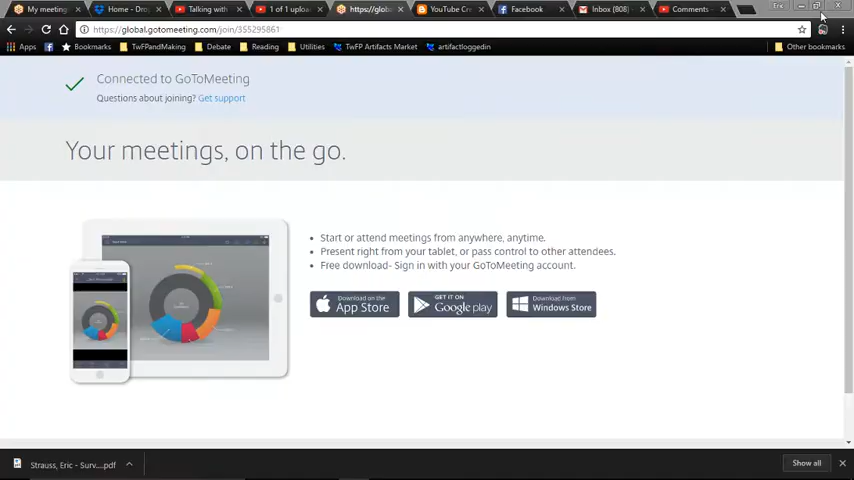 My meeting
Home - Dro
Talking with
1 of 1 uploa
https://glob
YouTube Cr
Facebook
Inbox (808)
Comments
Eric
https://global.gotomeeting.com/join/355295861
Apps
Bookmarks
TwFPandMaking
Debate
Reading
Utilities
TwFP Artifacts Market
artifactloggedin
Other bookmarks
Connected to GoToMeeting
Questions about joining? Get support
Your meetings, on the go.
• Start or attend meetings from anywhere, anytime.
• Present right from your tablet, or pass control to other attendees.
• Free download- Sign in with your GoToMeeting account.
Download on the
App Store
GET IT ON
Google play
Download from
Windows Store
Strauss, Eric - Surv....pdf
Show all